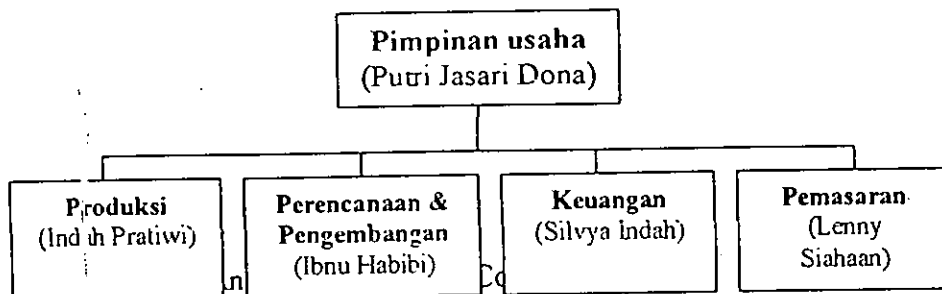 Pimpinan usaha
(Putri Jasari Dona)
Produksi
(Indah Pratiwi)
Perencanaan &
Pengembangan
(Ibnu Habibi)
Keuangan
(Silvya Indah)
Pemasaran
(Lenny
Siahaan)